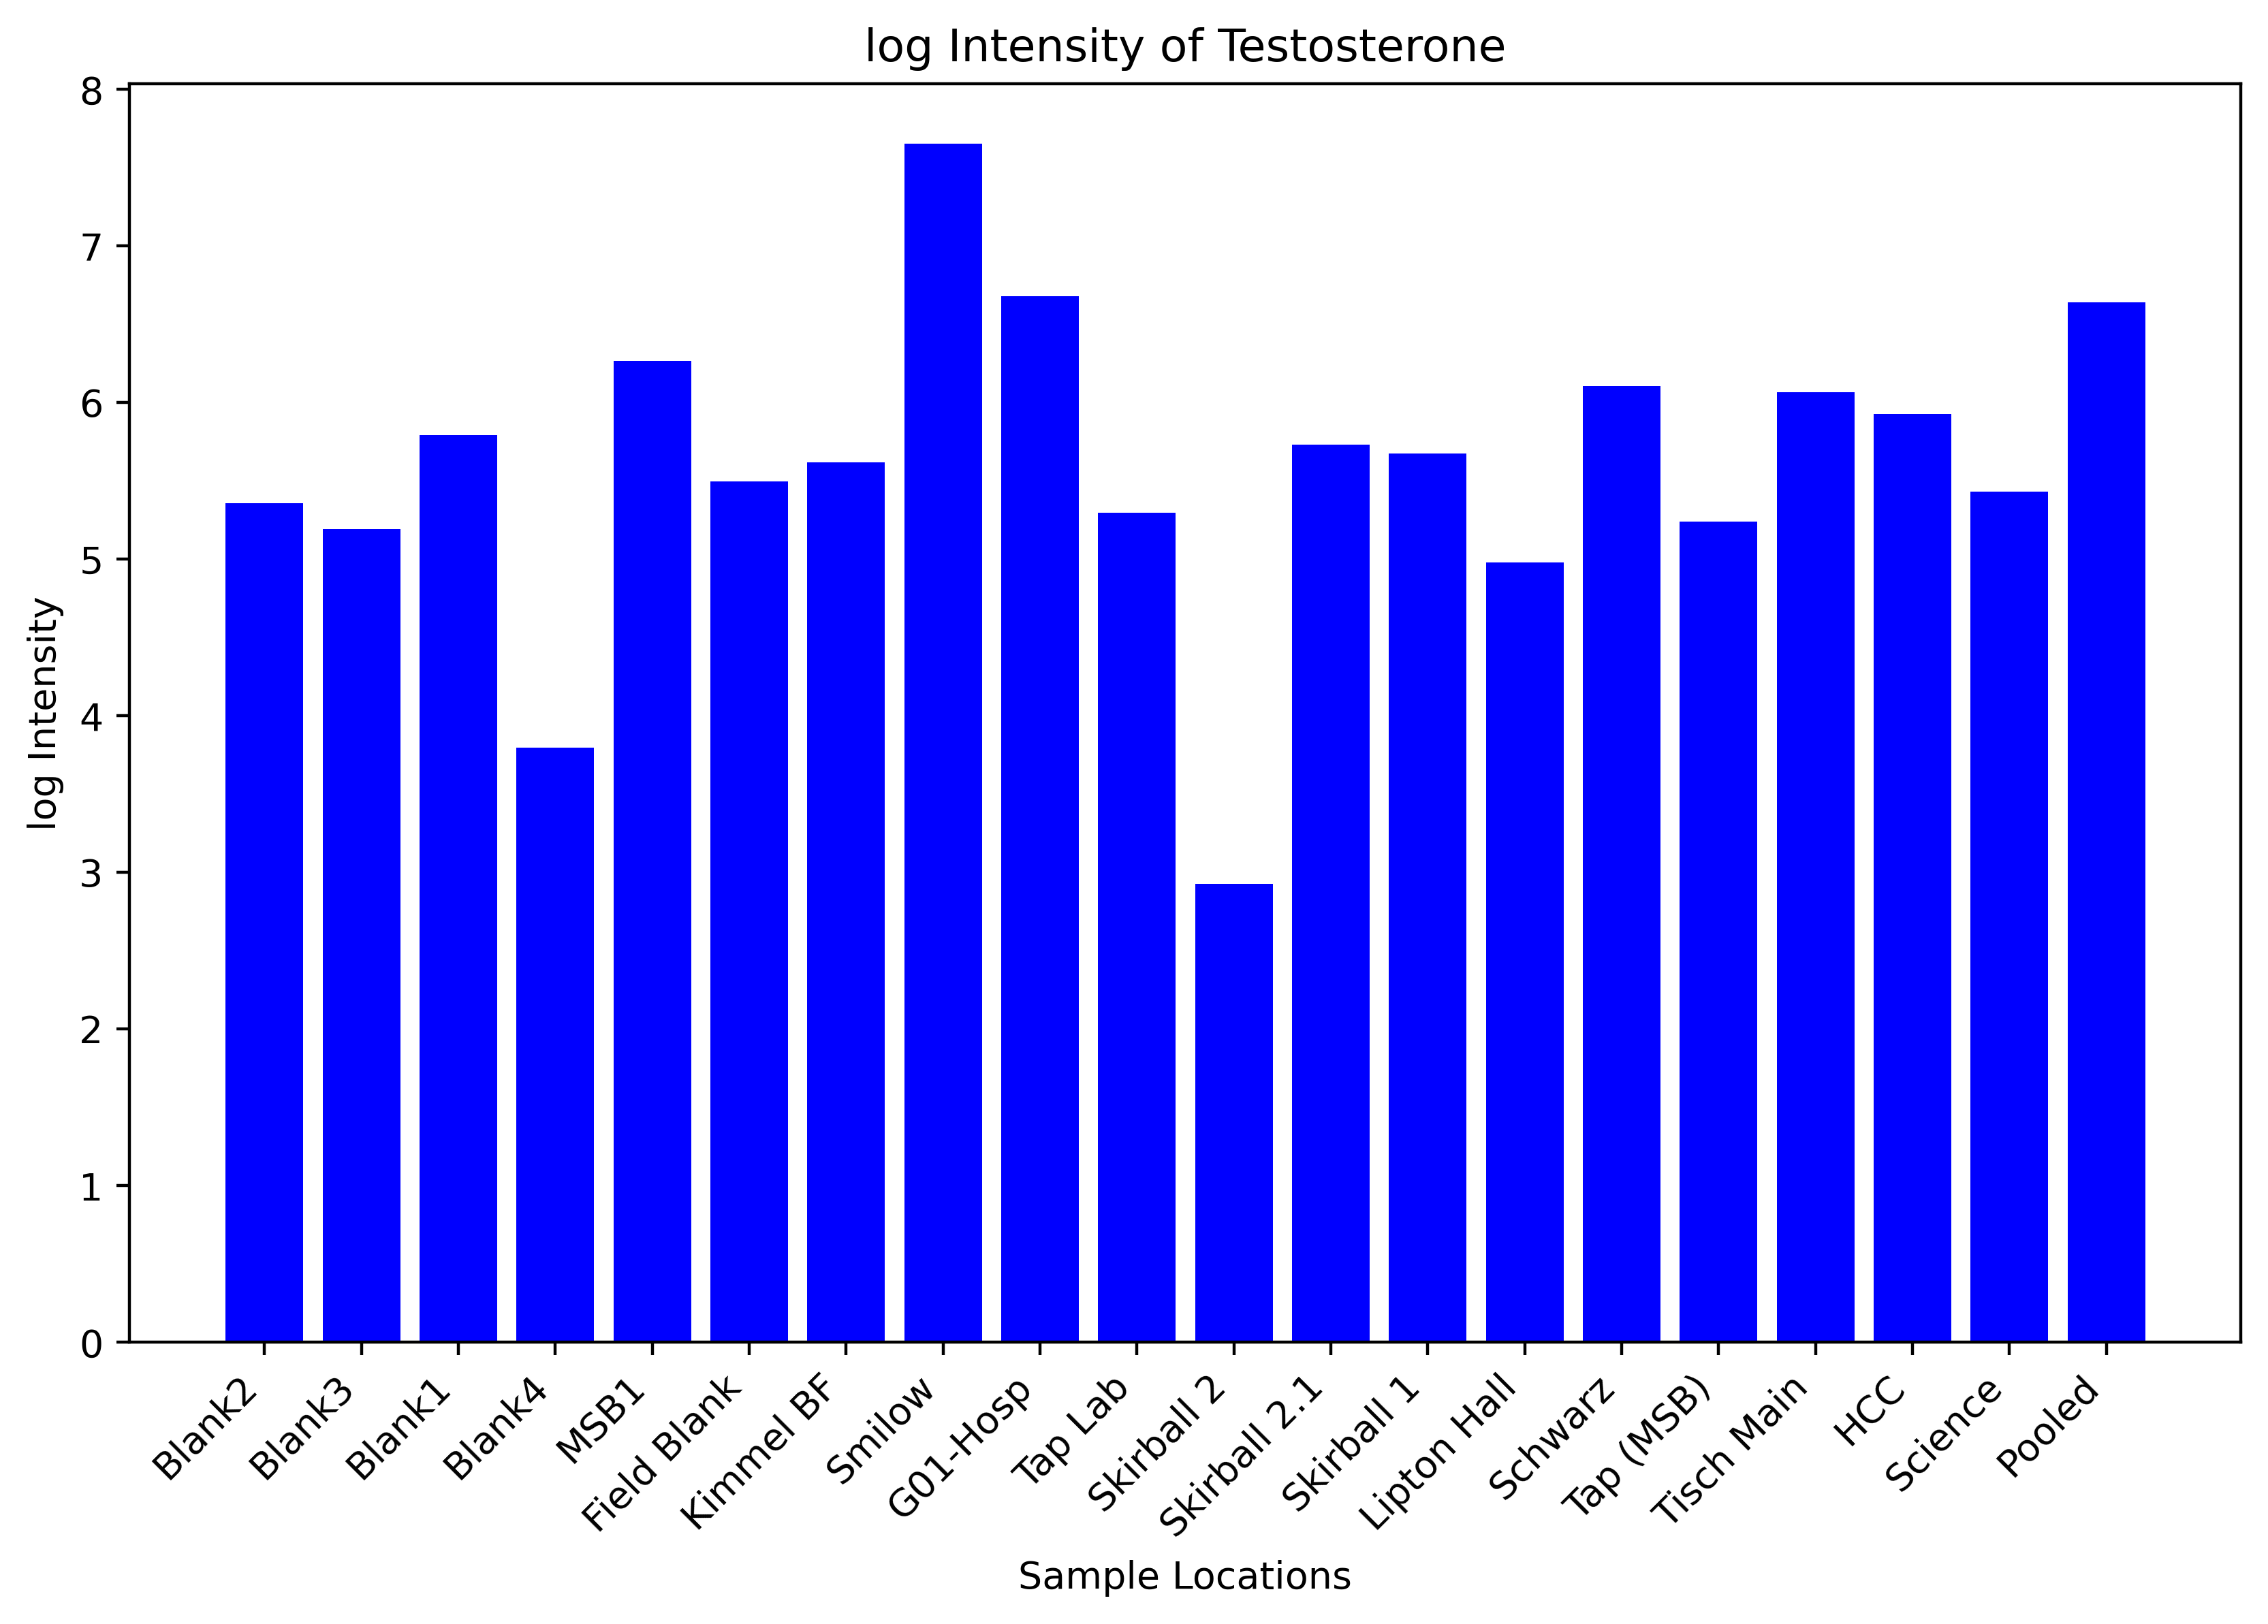 log Intensity of Testosterone
8
7
6
5
4
3
2
1
0
log Intensity
Blank2
Blank3
Blank1
Blank4
MSB1
Field Blank
Kimmel BF
Smilow
G01-Hosp
Tap Lab
Skirball 2
Skirball 2.1
Skirball 1
Lipton Hall
Schwarz
Tap (MSB)
Tisch Main
HCC
Science
Pooled
Sample Locations